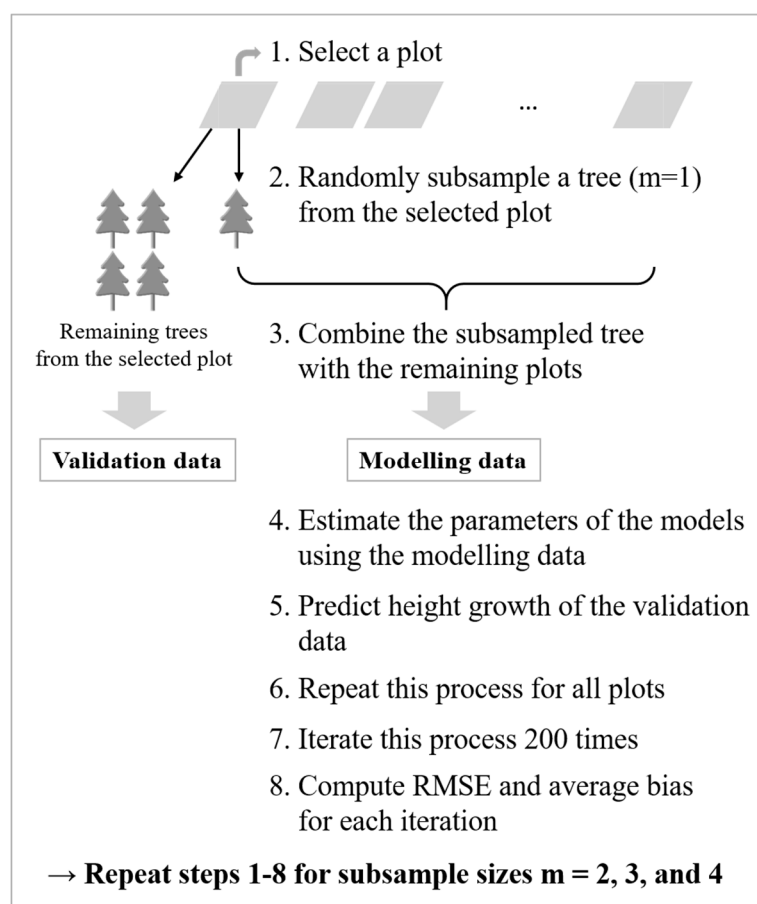 1. Select a plot
...
2. Randomly subsample a tree (m=1)
from the selected plot
Remaining trees
from the selected plot
3. Combine the subsampled tree
with the remaining plots
Validation data
Modelling data
4. Estimate the parameters of the models
using the modelling data
5. Predict height growth of the validation
data
6. Repeat this process for all plots
7. Iterate this process 200 times
8. Compute RMSE and average bias
for each iteration
→ Repeat steps 1-8 for subsample sizes m = 2, 3, and 4